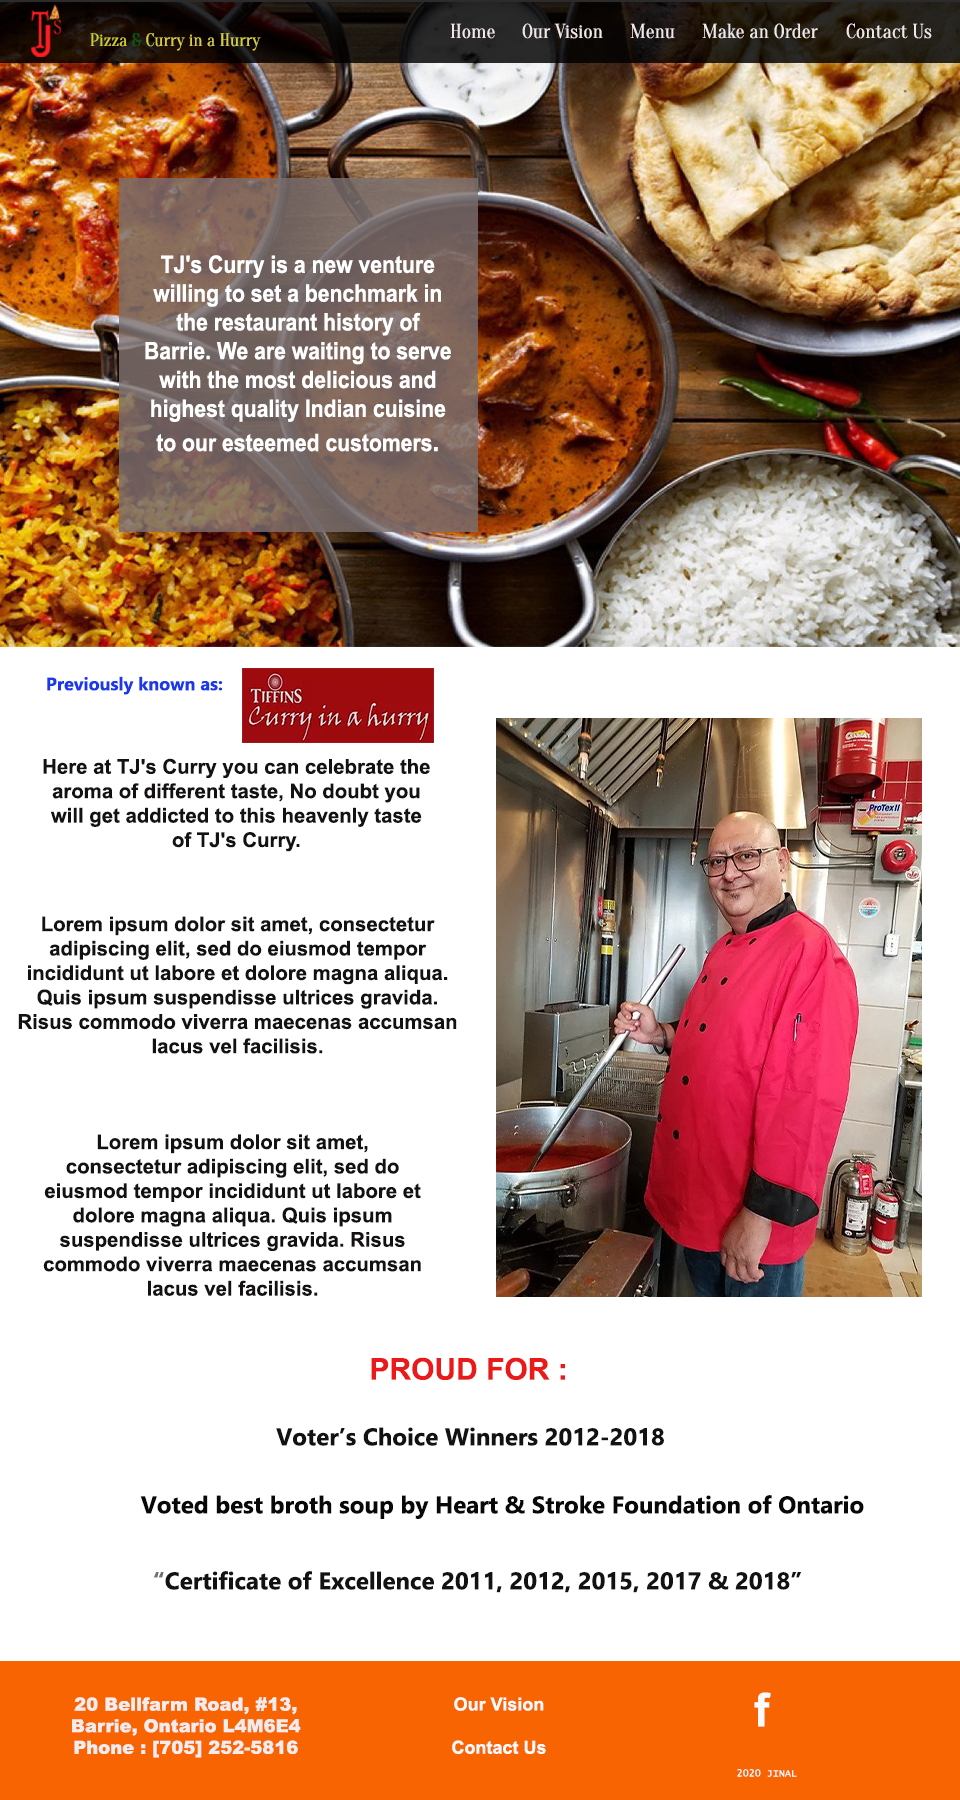 TJ's
Pizza & Curry in a Hurry
Home Our Vision Menu Make an Order Contact Us
TJ's Curry is a new venture
willing to set a benchmark in
the restaurant history of
Barrie. We are waiting to serve
with the most delicious and
highest quality Indian cuisine
to our esteemed customers.
Previously known as:
TIFFINS
Curry in a hurry
Here at TJ's Curry you can celebrate the
aroma of different taste, No doubt you
will get addicted to this heavenly taste
of TJ's Curry.
Lorem ipsum dolor sit amet, consectetur
adipiscing elit, sed do eiusmod tempor
incididunt ut labore et dolore magna aliqua.
Quis ipsum suspendisse ultrices gravida.
Risus commodo viverra maecenas accumsan
lacus vel facilisis.
Lorem ipsum dolor sit amet,
consectetur adipiscing elit, sed do
eiusmod tempor incididunt ut labore et
dolore magna aliqua. Quis ipsum
suspendisse ultrices gravida. Risus
commodo viverra maecenas accumsan
lacus vel facilisis.
ProTex II
PROUD FOR :
Voter’s Choice Winners 2012-2018
Voted best broth soup by Heart & Stroke Foundation of Ontario
“Certificate of Excellence 2011, 2012, 2015, 2017 & 2018”
20 Bellfarm Road, #13,
Barrie, Ontario L4M6E4
Phone : [705] 252-5816
Our Vision
Contact Us
f
2020 JINAL